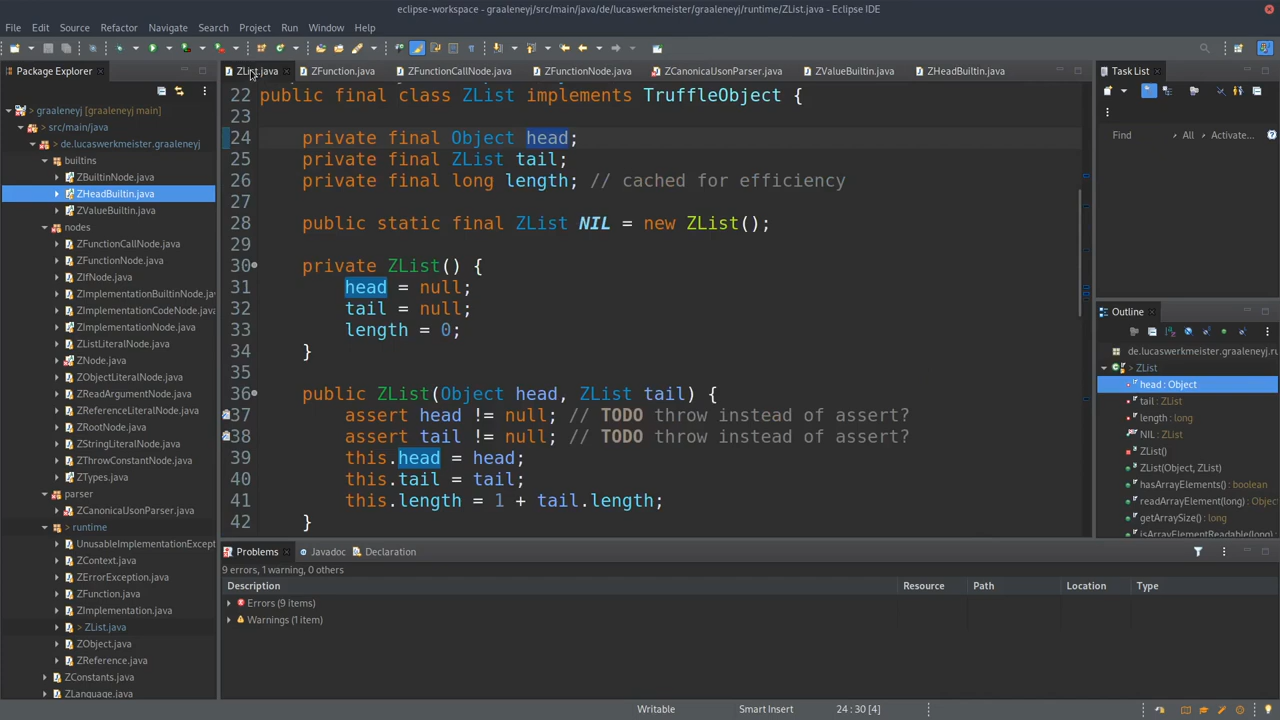 eclipse-workspace - graaleneyj/src/main/java/de/lucaswerkmeister/graaleneyj/runtime/ZList.java - Eclipse IDE
File Edit Source Refactor Navigate Search Project Run Window Help
Package Explorer
ZList.java ZFunction.java ZFunctionCallNode.java ZFunctionNode.java ZCanonicalJsonParser.java ZValueBuiltin.java ZHeadBuiltin.java
Task List
> graaleneyj [graaleneyj main]
> src/main/java
> de.lucaswerkmeister.graaleneyj
builtins
ZBuiltinNode.java
ZHeadBuiltin.java
ZValueBuiltin.java
nodes
ZFunctionCallNode.java
ZFunctionNode.java
ZIfNode.java
ZImplementationBuiltinNode.java
ZImplementationCodeNode.java
ZImplementationNode.java
ZListLiteralNode.java
ZNode.java
ZObjectLiteralNode.java
ZReadArgumentNode.java
ZReferenceLiteralNode.java
ZRootNode.java
ZStringLiteralNode.java
ZThrowConstantNode.java
ZTypes.java
parser
ZCanonicalJsonParser.java
> runtime
UnusableImplementationExcept
ZContext.java
ZErrorException.java
ZFunction.java
ZImplementation.java
> ZList.java
ZObject.java
ZReference.java
ZConstants.java
ZLanguage.java
22 public final class ZList implements TruffleObject {
23
24 private final Object head;
25 private final ZList tail;
26 private final long length; // cached for efficiency
27
28 public static final ZList NIL = new ZList();
29
30 private ZList() {
31 head = null;
32 tail = null;
33 length = 0;
34 }
35
36 public ZList(Object head, ZList tail) {
37 assert head != null; // TODO throw instead of assert?
38 assert tail != null; // TODO throw instead of assert?
39 this.head = head;
40 this.tail = tail;
41 this.length = 1 + tail.length;
42 }
Find All Activate...
Outline
de.lucaswerkmeister.graaleneyj.ru
ZList
head : Object
tail : ZList
length : long
NIL : ZList
ZList()
ZList(Object, ZList)
hasArrayElements() : boolean
readArrayElement(long) : Object
getArraySize() : long
isArrayElementReadable(long) :
Problems Javadoc Declaration
9 errors, 1 warning, 0 others
Description Resource Path Location Type
Errors (9 items)
Warnings (1 item)
Writable Smart Insert 24 : 30 [4]